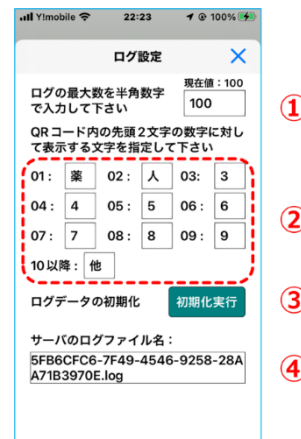 Y!mobile 22:23 100%
ログ設定 ×
現在値：100
ログの最大数を半角数字 100 ①
で入力して下さい
QRコード内の先頭2文字の数字に対し
て表示する文字を指定して下さい
01： 薬 02： 人 03: 3
04： 4 05： 5 06： 6 ②
07： 7 08： 8 09： 9
10以降： 他
ログデータの初期化 初期化実行 ③
サーバのログファイル名：
5FB6CFC6-7F49-4546-9258-28A ④
A71B3970E.log